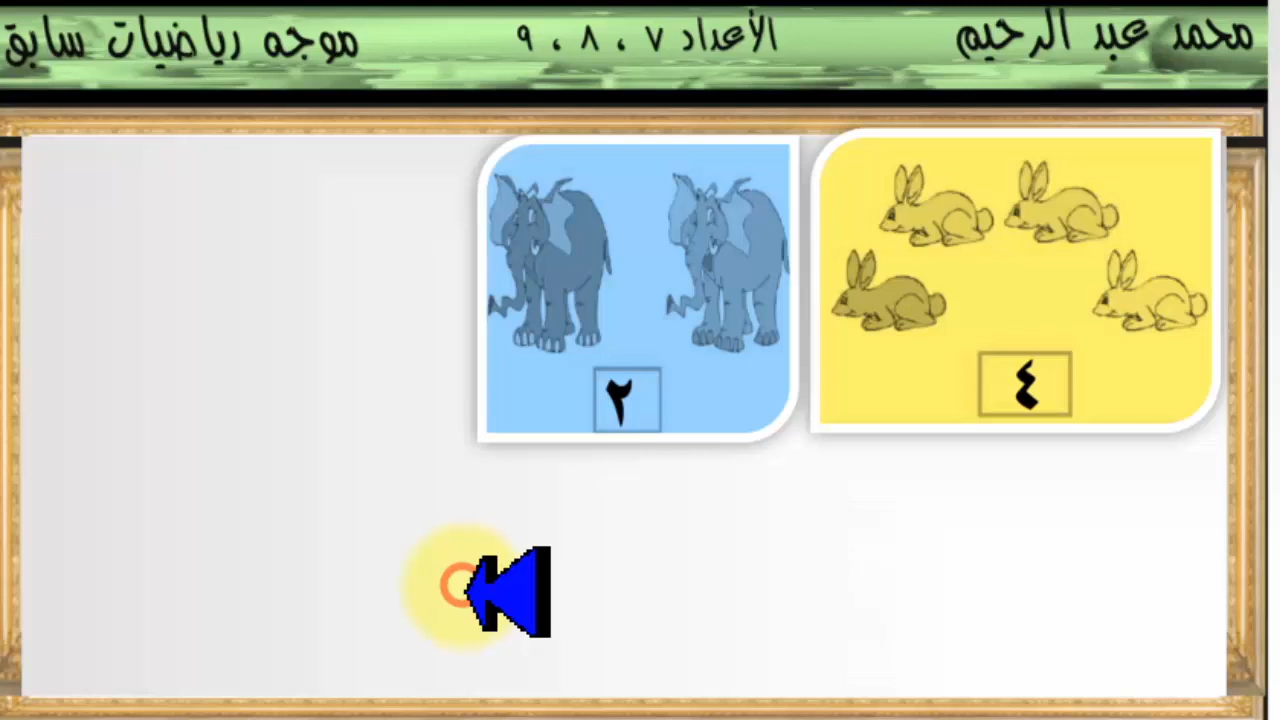 محمد عبد الرحيم
الأعداد ٧ ، ٨ ، ٩
موجه رياضيات سابق
٤
٢